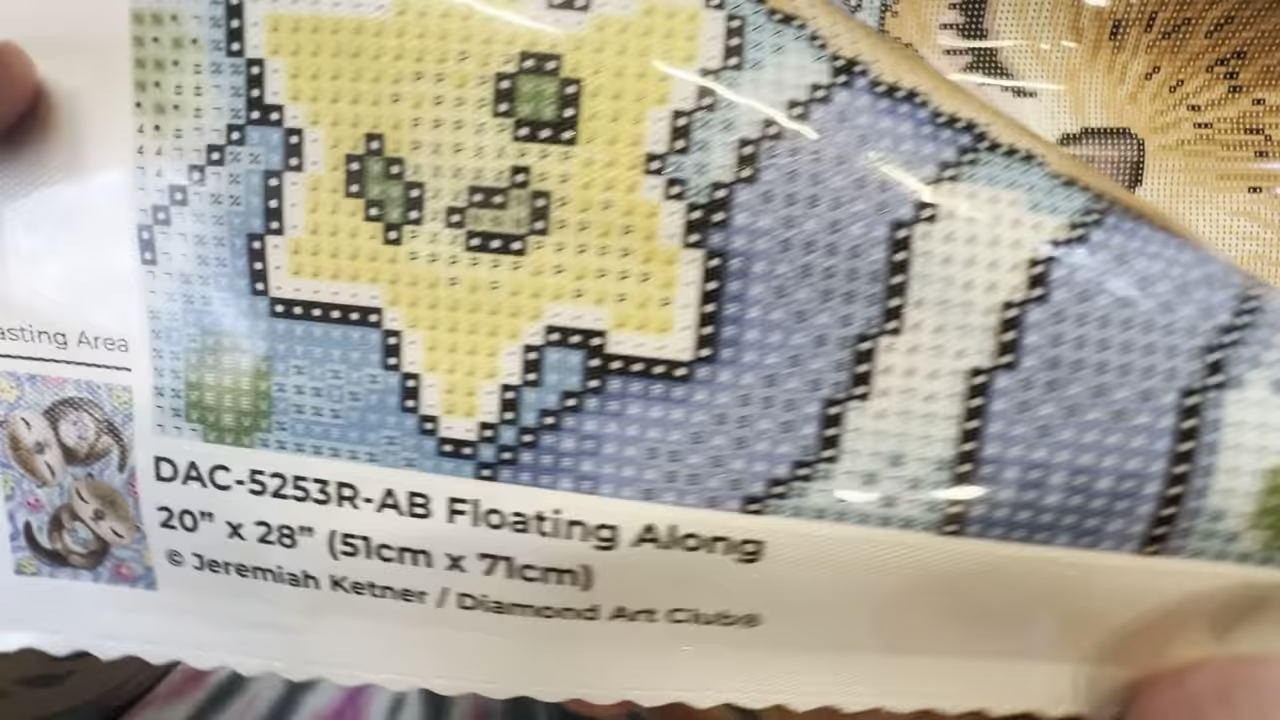 asting Area
DAC-5253R-AB Floating Along
20" x 28" (51cm x 71cm)
© Jeremiah Ketner / Diamond Art Club®